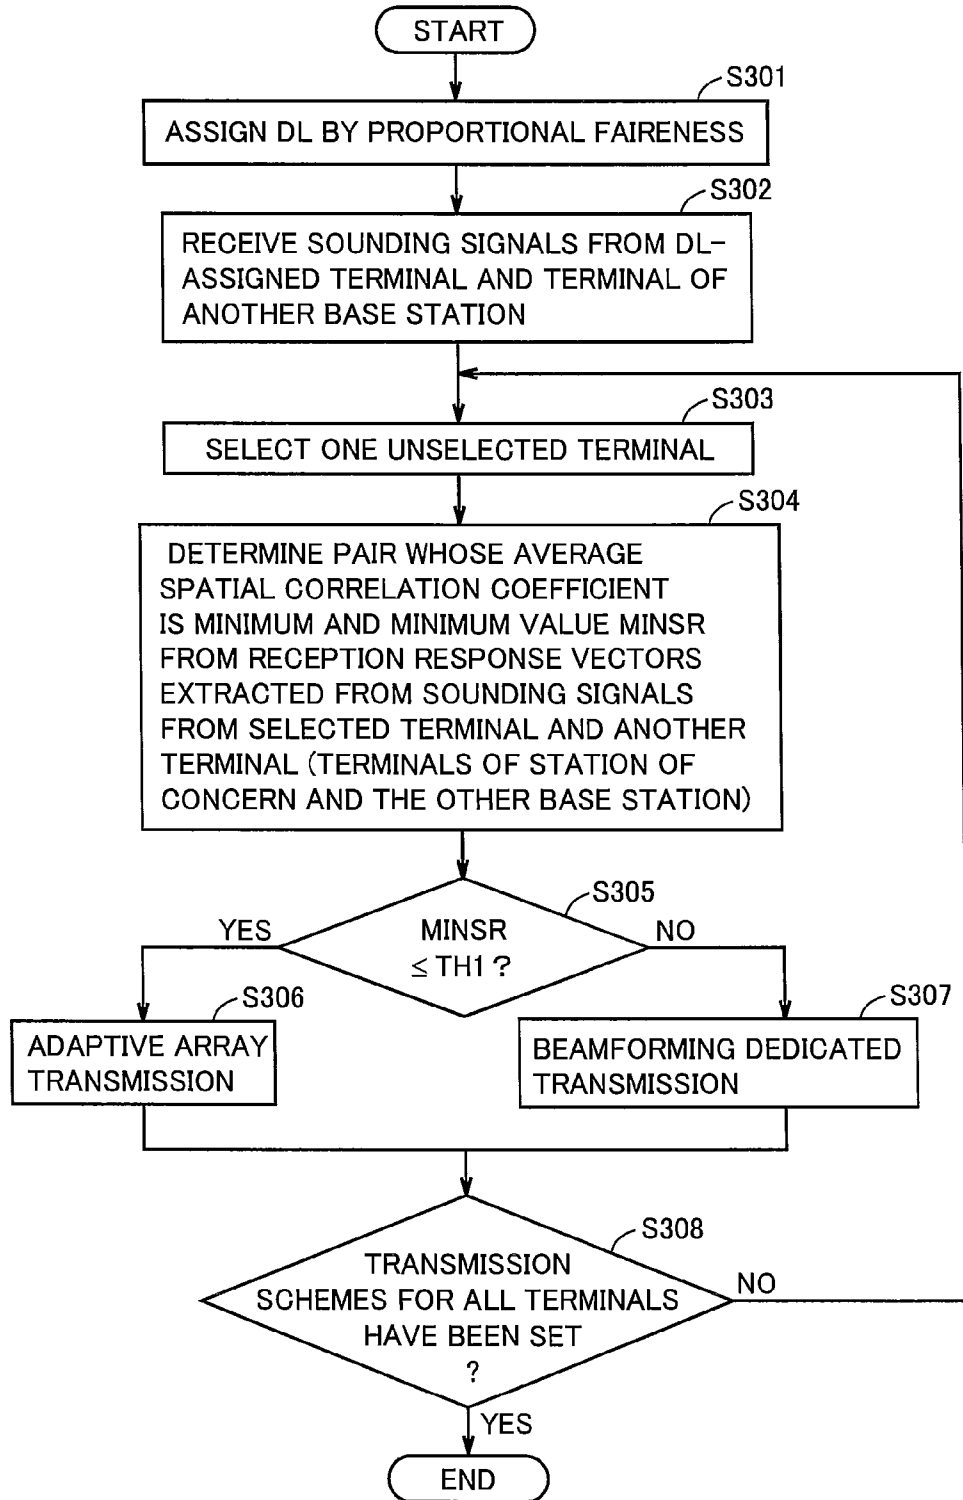 START
S301
ASSIGN DL BY PROPORTIONAL FAIRENESS
S302
RECEIVE SOUNDING SIGNALS FROM DL-
ASSIGNED TERMINAL AND TERMINAL OF
ANOTHER BASE STATION
S303
SELECT ONE UNSELECTED TERMINAL
S304
DETERMINE PAIR WHOSE AVERAGE
SPATIAL CORRELATION COEFFICIENT
IS MINIMUM AND MINIMUM VALUE MINSR
FROM RECEPTION RESPONSE VECTORS
EXTRACTED FROM SOUNDING SIGNALS
FROM SELECTED TERMINAL AND ANOTHER
TERMINAL (TERMINALS OF STATION OF
CONCERN AND THE OTHER BASE STATION)
S305
YES
MINSR
≤ TH1 ?
NO
S306
ADAPTIVE ARRAY
TRANSMISSION
S307
BEAMFORMING DEDICATED
TRANSMISSION
S308
TRANSMISSION
SCHEMES FOR ALL TERMINALS
HAVE BEEN SET
?
NO
YES
END